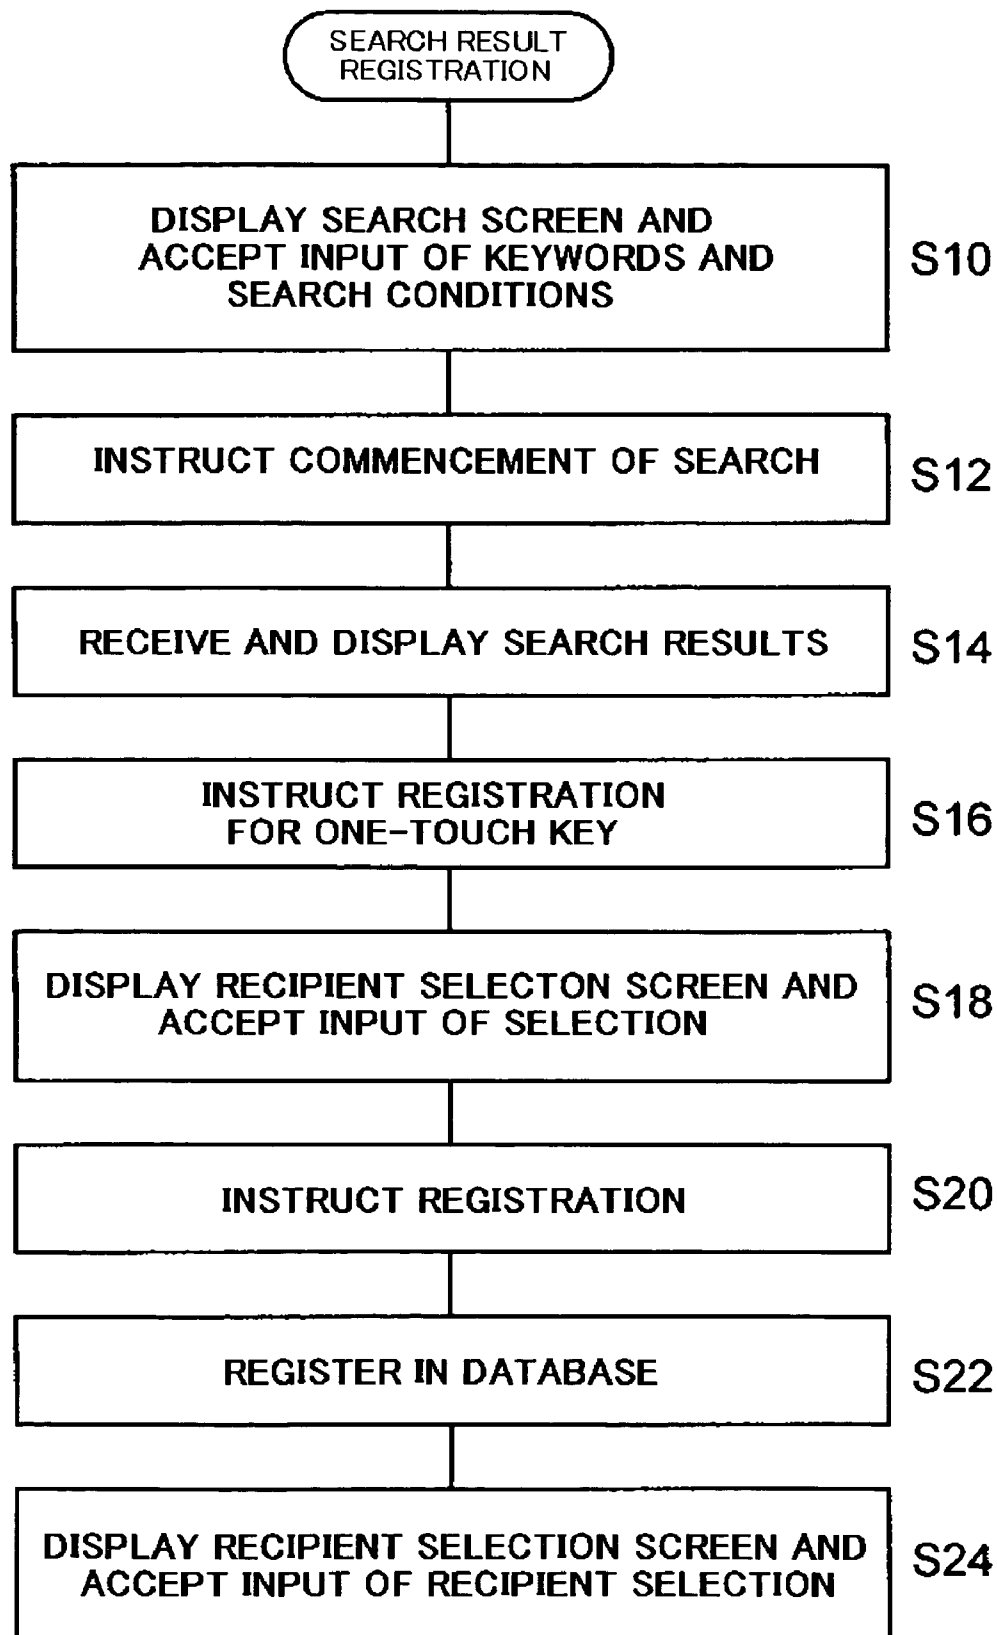 SEARCH RESULT
REGISTRATION
DISPLAY SEARCH SCREEN AND
ACCEPT INPUT OF KEYWORDS AND
SEARCH CONDITIONS
S10
INSTRUCT COMMENCEMENT OF SEARCH
S12
RECEIVE AND DISPLAY SEARCH RESULTS
S14
INSTRUCT REGISTRATION
FOR ONE-TOUCH KEY
S16
DISPLAY RECIPIENT SELECTON SCREEN AND
ACCEPT INPUT OF SELECTION
S18
INSTRUCT REGISTRATION
S20
REGISTER IN DATABASE
S22
DISPLAY RECIPIENT SELECTION SCREEN AND
ACCEPT INPUT OF RECIPIENT SELECTION
S24